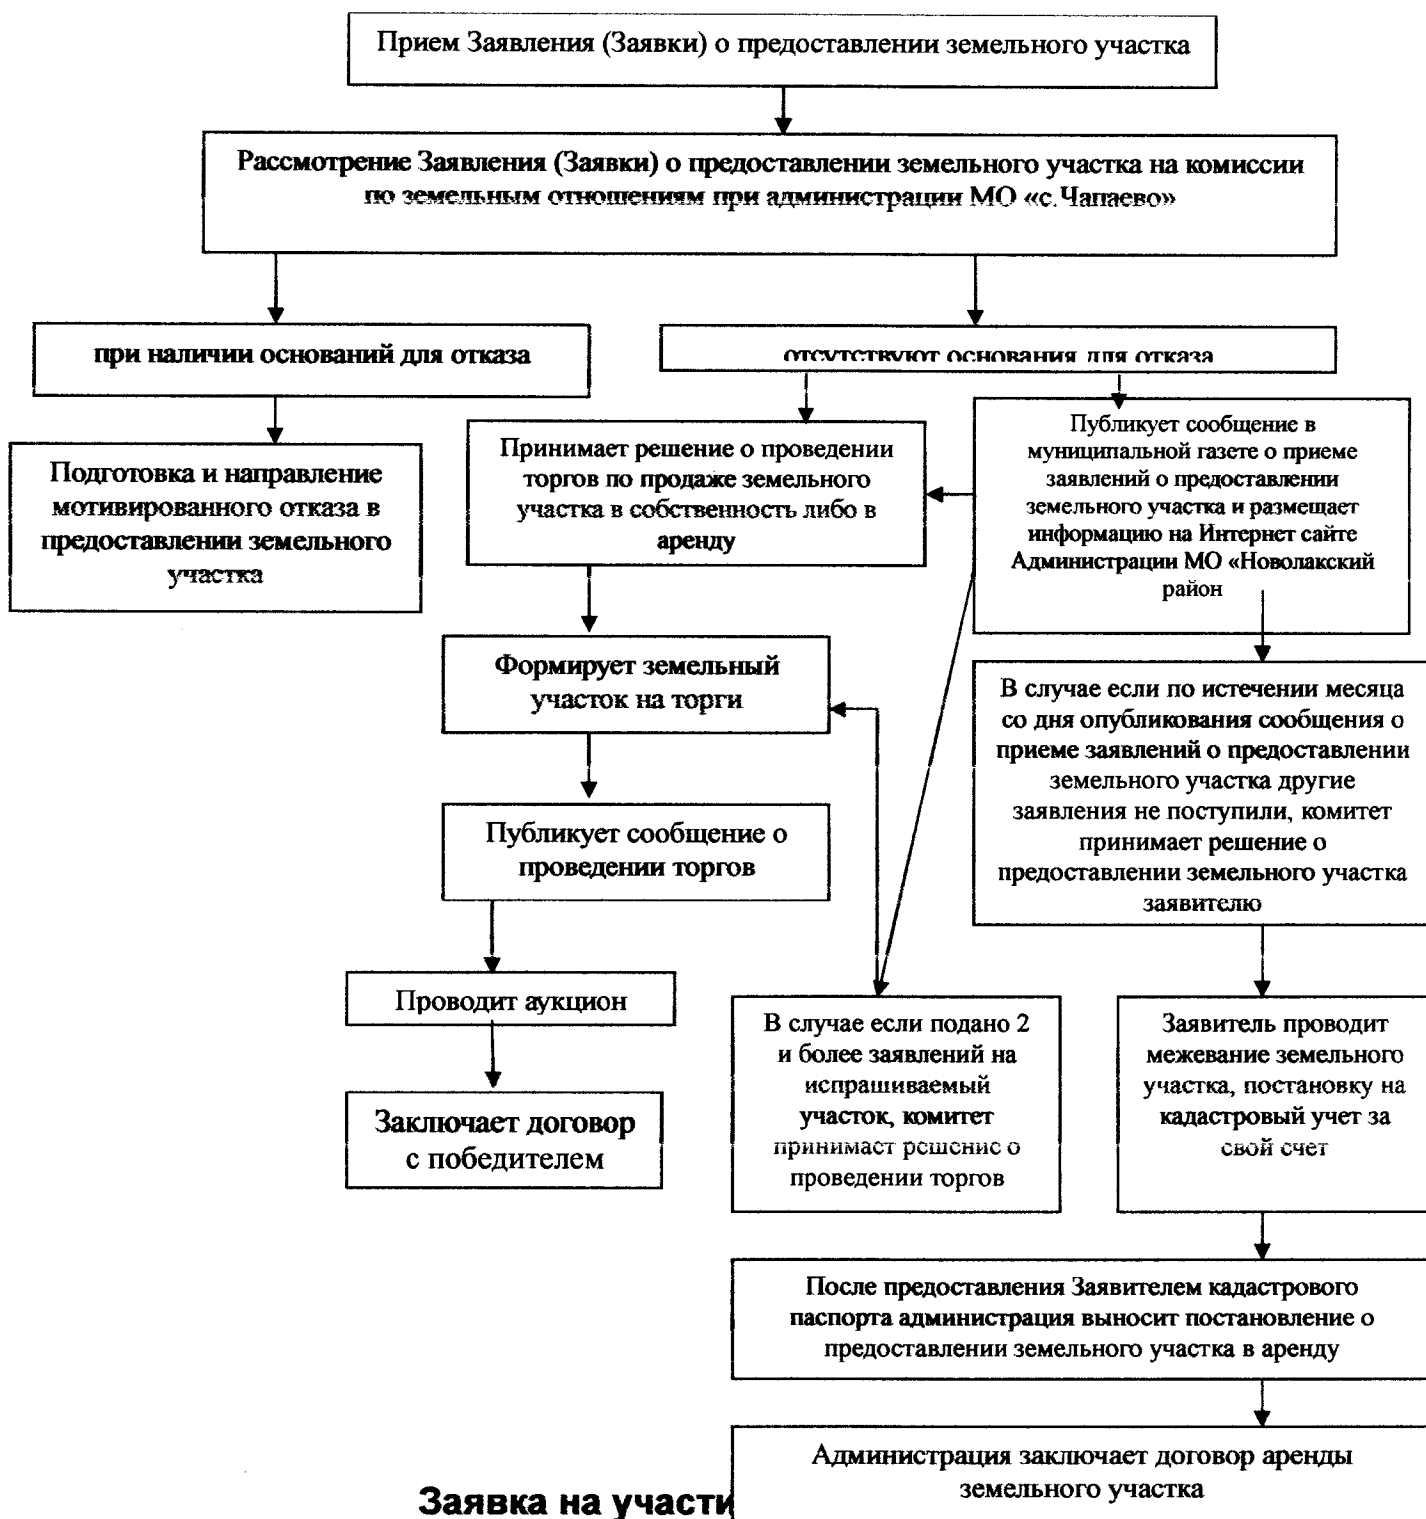 Прием Заявления (Заявки) о предоставлении земельного участка
Рассмотрение Заявления (Заявки) о предоставлении земельного участка на комиссии
по земельным отношениям при администрации МО «с.Чапаево»
при наличии оснований для отказа
отсутствуют основания для отказа
Подготовка и направление
мотивированного отказа в
предоставлении земельного
участка
Принимает решение о проведении
торгов по продаже земельного
участка в собственность либо в
аренду
Публикует сообщение в
муниципальной газете о приеме
заявлений о предоставлении
земельного участка и размещает
информацию на Интернет сайте
Администрации МО «Новолакский
район
Формирует земельный
участок на торги
В случае если по истечении месяца
со дня опубликования сообщения о
приеме заявлений о предоставлении
земельного участка другие
заявления не поступили, комитет
принимает решение о
предоставлении земельного участка
заявителю
Публикует сообщение о
проведении торгов
Проводит аукцион
Заключает договор
с победителем
В случае если подано 2
и более заявлений на
испрашиваемый
участок, комитет
принимает решение о
проведении торгов
Заявитель проводит
межевание земельного
участка, постановку на
кадастровый учет за
свой счет
После предоставления Заявителем кадастрового
паспорта администрация выносит постановление о
предоставлении земельного участка в аренду
Администрация заключает договор аренды
земельного участка
Заявка на участи